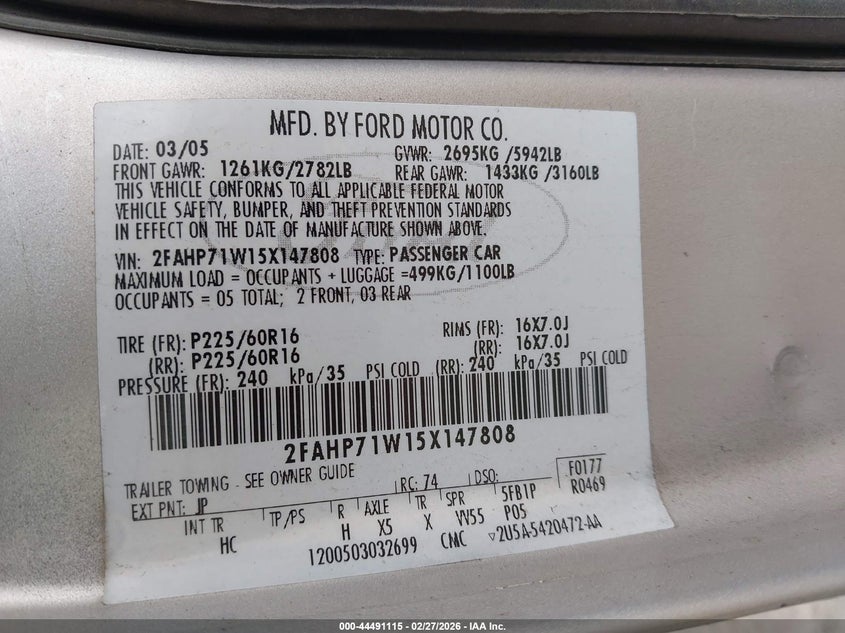 MFD. BY FORD MOTOR CO.
DATE: 03/05 GVWR: 2695KG /5942LB
FRONT GAWR: 1261KG/2782LB REAR GAWR: 1433KG /3160LB
THIS VEHICLE CONFORMS TO ALL APPLICABLE FEDERAL MOTOR
VEHICLE SAFETY, BUMPER, AND THEFT PREVENTION STANDARDS
IN EFFECT ON THE DATE OF MANUFACTURE SHOWN ABOVE.
VIN: 2FAHP71W15X147808 TYPE: PASSENGER CAR
MAXIMUM LOAD = OCCUPANTS + LUGGAGE =499KG/1100LB
OCCUPANTS = 05 TOTAL; 2 FRONT, 03 REAR
TIRE (FR): P225/60R16 RIMS (FR): 16X7.0J
(RR): P225/60R16 (RR): 16X7.0J
PRESSURE (FR): 240 kPa/35 PSI COLD (RR): 240 kPa/35 PSI COLD
2FAHP71W15X147808
TRAILER TOWING - SEE OWNER GUIDE
EXT PNT: JP RC: 74 DSO: F0177
R0469
INT TR TP/PS R AXLE TR SPR 5FB1P
HC H X5 X VV55 P05
1200503032699 CMC ▽2U5A-5420472-AA
000-44491115 - 02/27/2026 - IAA Inc.